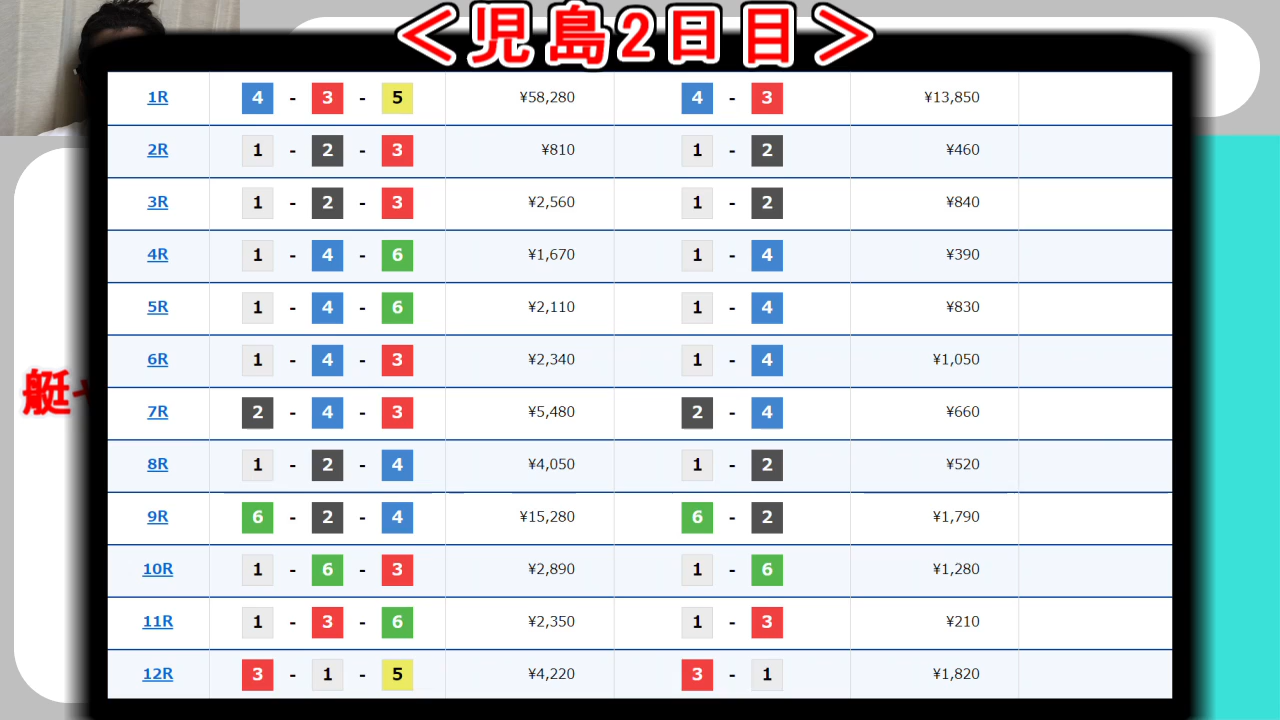 ＜児島2日目＞
1R 4 - 3 - 5 ¥58,280 4 - 3 ¥13,850
2R 1 - 2 - 3 ¥810 1 - 2 ¥460
3R 1 - 2 - 3 ¥2,560 1 - 2 ¥840
4R 1 - 4 - 6 ¥1,670 1 - 4 ¥390
5R 1 - 4 - 6 ¥2,110 1 - 4 ¥830
6R 1 - 4 - 3 ¥2,340 1 - 4 ¥1,050
7R 2 - 4 - 3 ¥5,480 2 - 4 ¥660
8R 1 - 2 - 4 ¥4,050 1 - 2 ¥520
9R 6 - 2 - 4 ¥15,280 6 - 2 ¥1,790
10R 1 - 6 - 3 ¥2,890 1 - 6 ¥1,280
11R 1 - 3 - 6 ¥2,350 1 - 3 ¥210
12R 3 - 1 - 5 ¥4,220 3 - 1 ¥1,820
艇